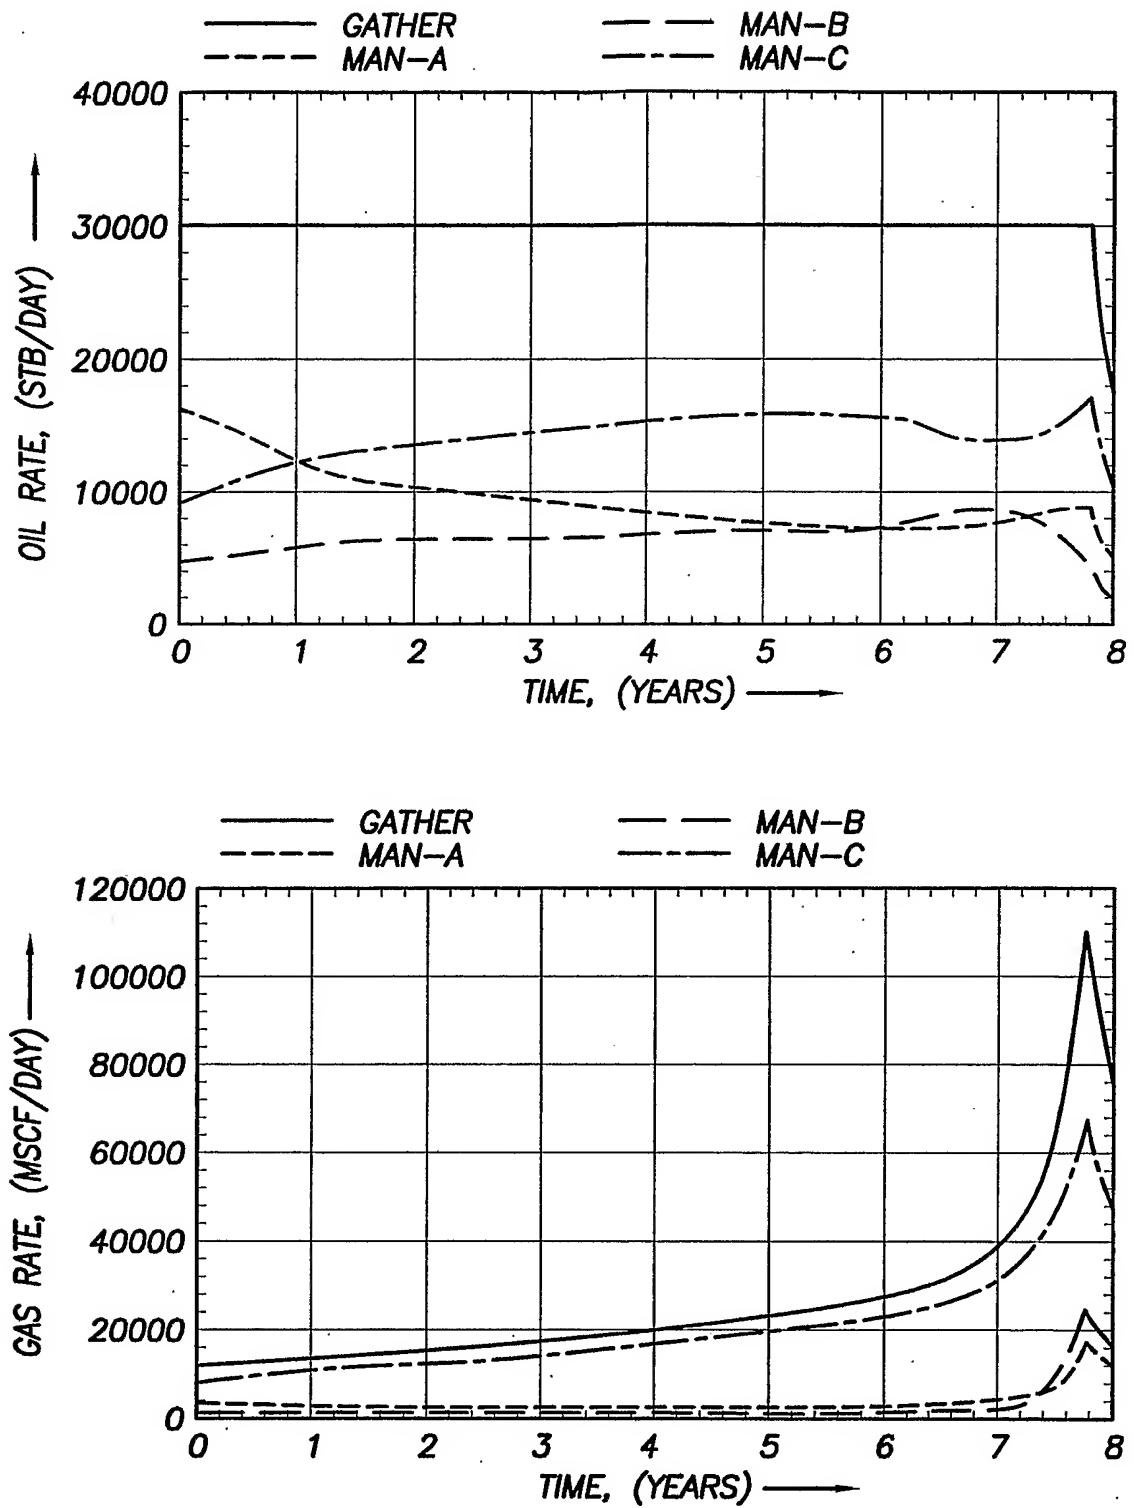 GATHER MAN-B
MAN-A MAN-C
40000
30000
20000
10000
0
OIL RATE, (STB/DAY)
0 1 2 3 4 5 6 7 8
TIME, (YEARS)
GATHER MAN-B
MAN-A MAN-C
120000
100000
80000
60000
40000
20000
0
GAS RATE, (MSCF/DAY)
0 1 2 3 4 5 6 7 8
TIME, (YEARS)